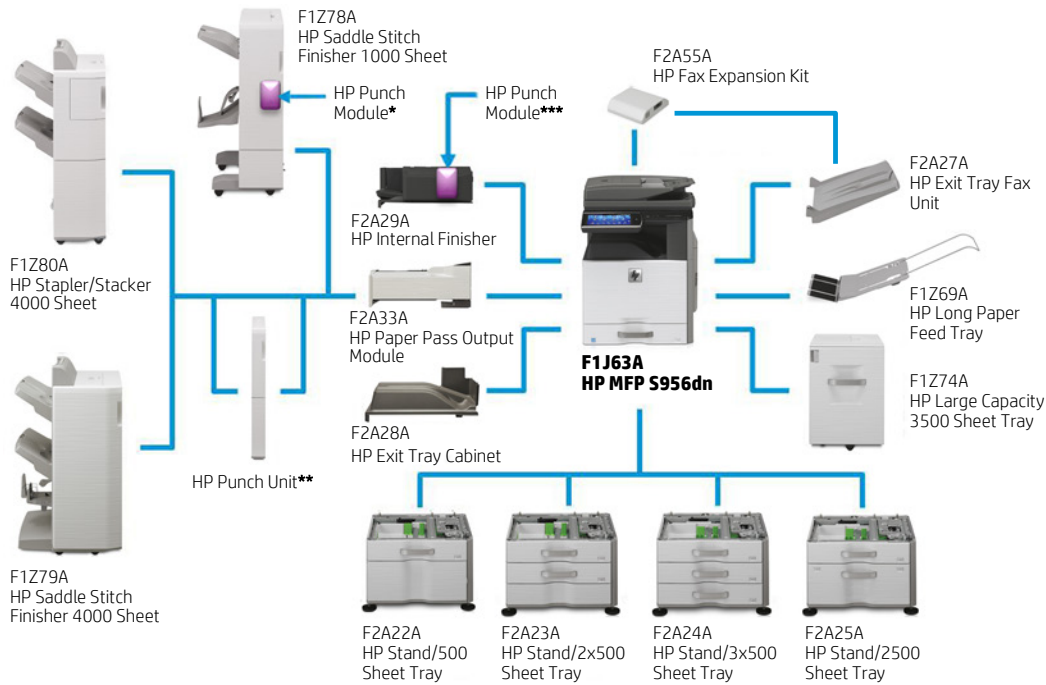 F1Z78A
HP Saddle Stitch
Finisher 1000 Sheet
HP Punch
Module*
HP Punch
Module***
F2A55A
HP Fax Expansion Kit
F2A27A
HP Exit Tray Fax
Unit
F2A29A
HP Internal Finisher
F1Z80A
HP Stapler/Stacker
4000 Sheet
F2A33A
HP Paper Pass Output
Module
F1Z69A
HP Long Paper
Feed Tray
F1J63A
HP MFP S956dn
F1Z74A
HP Large Capacity
3500 Sheet Tray
F2A28A
HP Exit Tray Cabinet
HP Punch Unit**
F1Z79A
HP Saddle Stitch
Finisher 4000 Sheet
F2A22A
HP Stand/500
Sheet Tray
F2A23A
HP Stand/2x500
Sheet Tray
F2A24A
HP Stand/3x500
Sheet Tray
F2A25A
HP Stand/2500
Sheet Tray